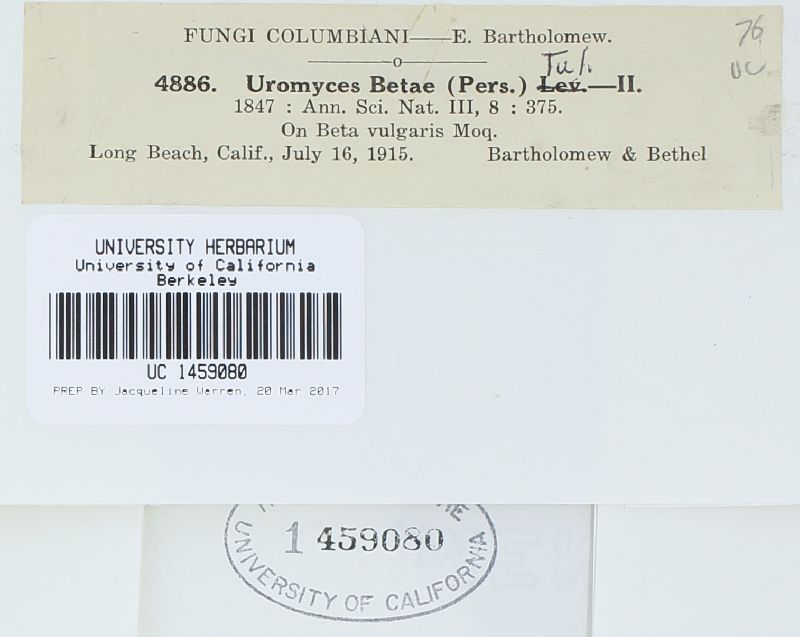 FUNGI COLUMBIANI——E. Bartholomew.
76
UC
Tul.
4886. Uromyces Betae (Pers.) Lev.—II.
1847 : Ann. Sci. Nat. III, 8 : 375.
On Beta vulgaris Moq.
Long Beach, Calif., July 16, 1915. Bartholomew & Bethel
UNIVERSITY HERBARIUM
University of California
Berkeley
UC 1459080
PREP BY Jacqueline Warren, 20 Mar 2017
1 459080
UNIVERSITY OF CALIFORNIA